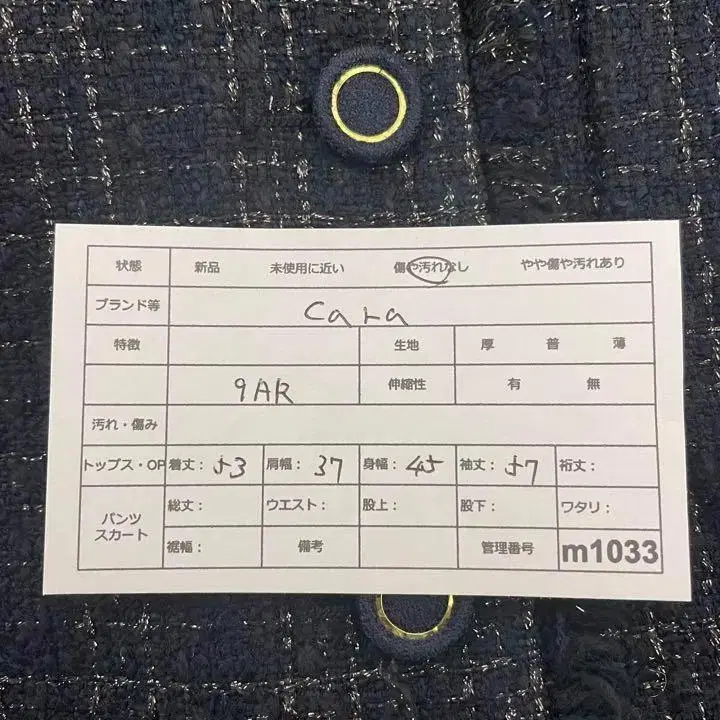 状態 新品 未使用に近い 傷や汚れなし やや傷や汚れあり
ブランド等 Cara
特徴 生地 厚 普 薄
9AR 伸縮性 有 無
汚れ・傷み
トップス・OP 着丈: 53 肩幅: 37 身幅: 45 袖丈: 57 裄丈:
パンツ スカート 総丈: ウエスト: 股上: 股下: ワタリ:
裾幅: 備考 管理番号 m1033